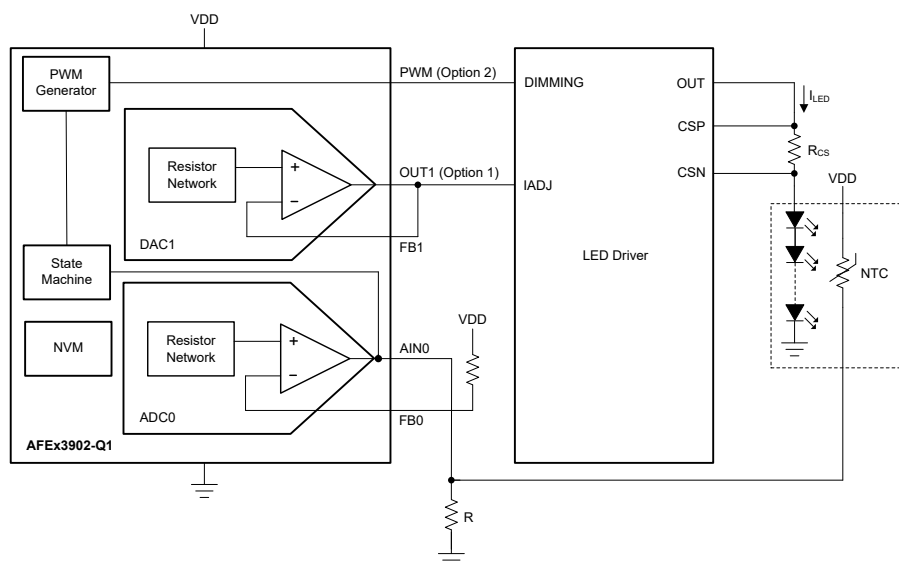 VDD
PWM
Generator
PWM (Option 2)
DIMMING
OUT
I_LED
CSP
R_CS
CSN
Resistor
Network
+
−
OUT1 (Option 1)
IADJ
VDD
DAC1
FB1
State
Machine
LED Driver
NTC
VDD
NVM
Resistor
Network
+
−
AIN0
ADC0
FB0
AFEx3902-Q1
R